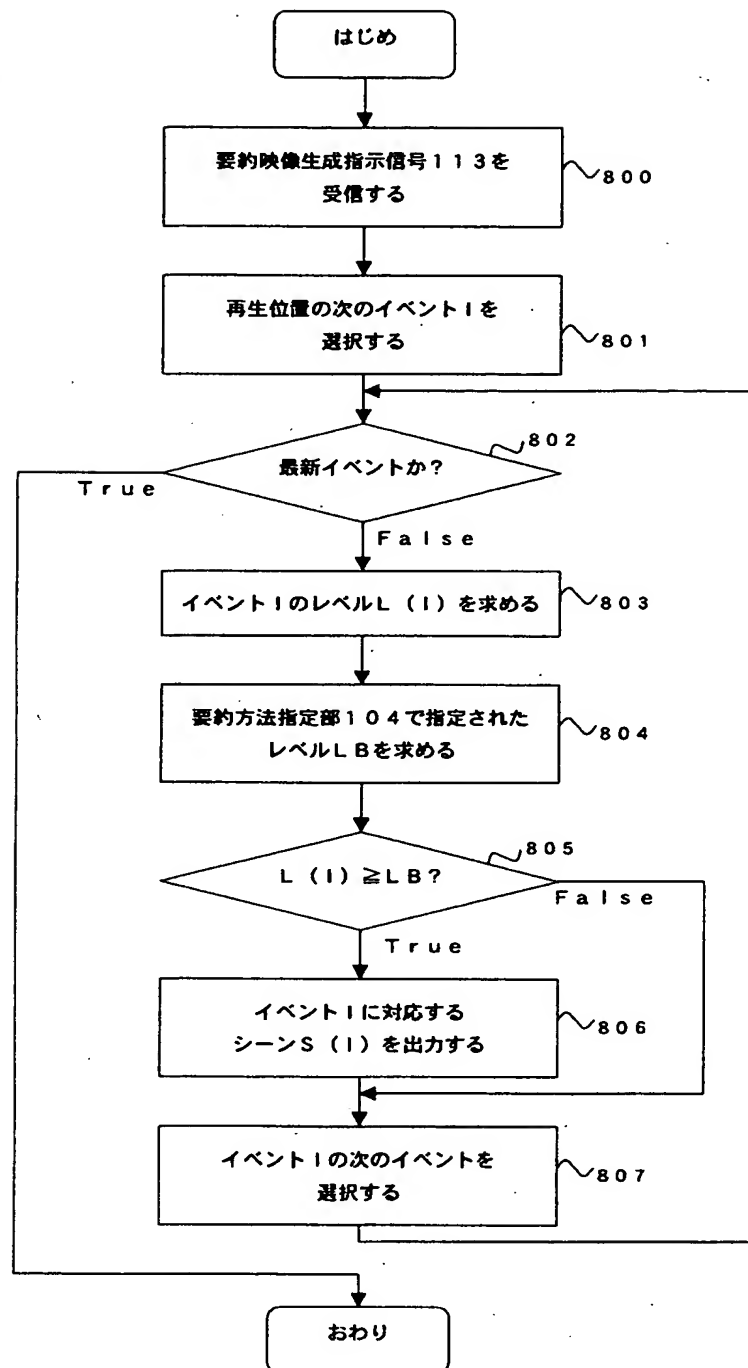 はじめ
要約映像生成指示信号113を
受信する
800
再生位置の次のイベントIを
選択する
801
802
最新イベントか?
True
False
イベントIのレベルL(I)を求める
803
要約方法指定部104で指定された
レベルLBを求める
804
805
L(I)≧LB?
False
True
イベントIに対応する
シーンS(I)を出力する
806
イベントIの次のイベントを
選択する
807
おわり